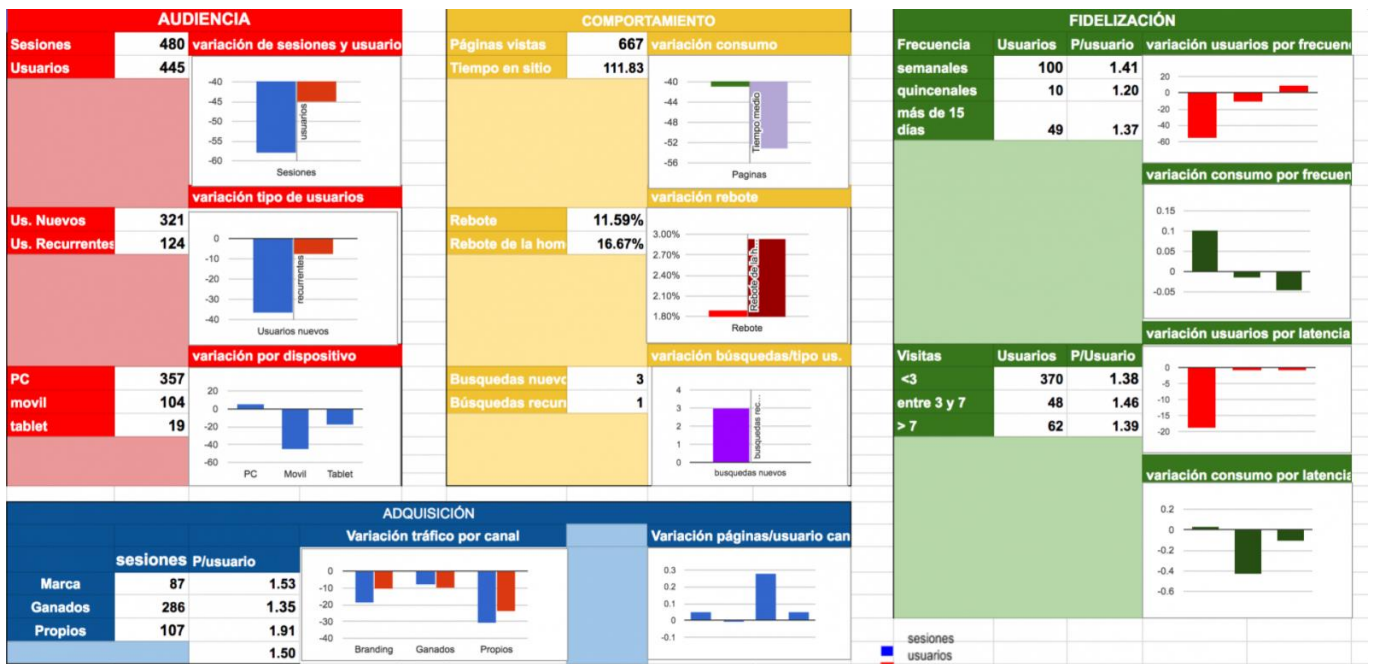 AUDIENCIA
Sesiones 480 variación de sesiones y usuario
Usuarios 445
-40
-45
-50
-55
-60
usuarios
Sesiones
variación tipo de usuarios
Us. Nuevos 321
Us. Recurrentes 124
0
-10
-20
-30
-40
recurrentes
Usuarios nuevos
variación por dispositivo
PC 357
movil 104
tablet 19
20
0
-20
-40
-60
PC Movil Tablet
COMPORTAMIENTO
Páginas vistas 667 variación consumo
Tiempo en sitio 111.83
-40
-44
-48
-52
-56
Tiempo medio
Paginas
variación rebote
Rebote 11.59%
Rebote de la hom 16.67%
3.00%
2.70%
2.40%
2.10%
1.80%
Rebote de la h...
Rebote
variación búsquedas/tipo us.
Busquedas nuevo 3
Búsquedas recurr 1
4
3
2
1
0
busquedas rec...
busquedas nuevos
FIDELIZACIÓN
Frecuencia Usuarios P/usuario variación usuarios por frecuen
semanales 100 1.41
quincenales 10 1.20
más de 15
días 49 1.37
20
0
-20
-40
-60
variación consumo por frecuen
0.15
0.1
0.05
0
-0.05
variación usuarios por latencia
Visitas Usuarios P/Usuario
<3 370 1.38
entre 3 y 7 48 1.46
> 7 62 1.39
0
-5
-10
-15
-20
variación consumo por latencia
0.2
0
-0.2
-0.4
-0.6
ADQUISICIÓN
Variación tráfico por canal Variación páginas/usuario can
sesiones P/usuario
Marca 87 1.53
Ganados 286 1.35
Propios 107 1.91
1.50
0
-10
-20
-30
-40
Branding Ganados Propios
0.3
0.2
0.1
0
-0.1
sesiones
usuarios